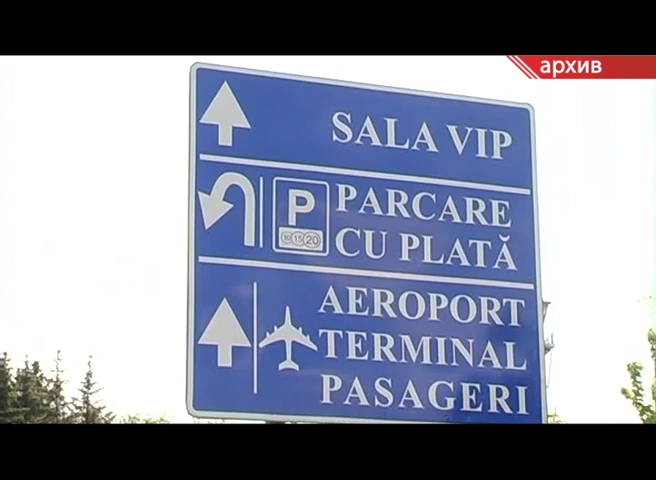 архив
SALA VIP
P
10 15 20
PARCARE
CU PLATĂ
AEROPORT
TERMINAL
PASAGERI